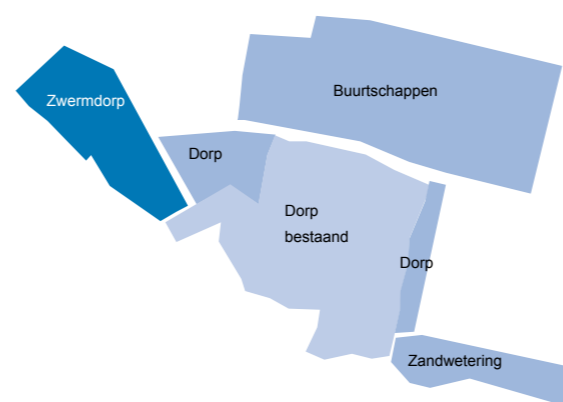 Buurtschappen
Zwermdorp
Dorp
Dorp
bestaand
Dorp
Zandwetering